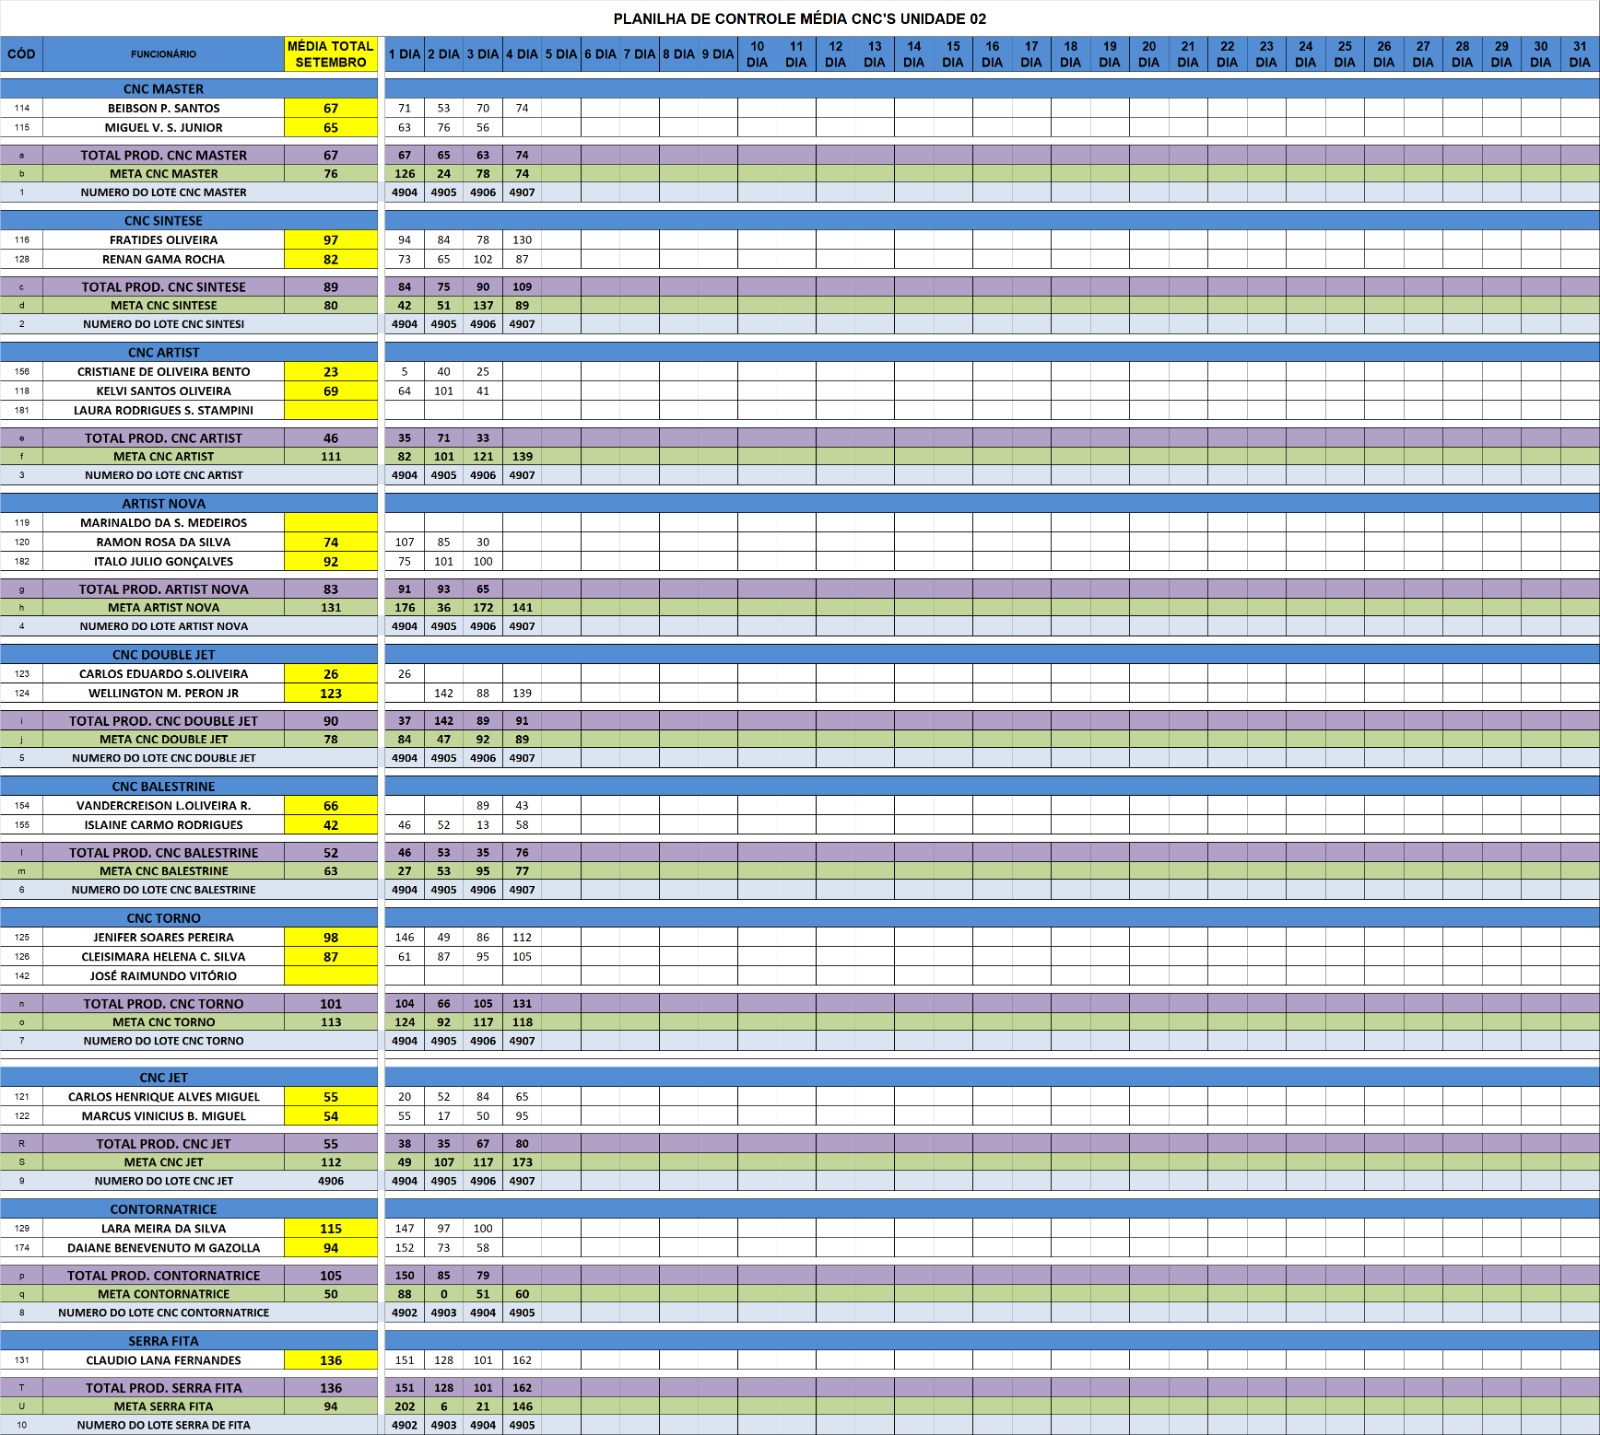 PLANILHA DE CONTROLE MÉDIA CNC'S UNIDADE 02
CÓD FUNCIONÁRIO MÉDIA TOTAL SETEMBRO 1 DIA 2 DIA 3 DIA 4 DIA 5 DIA 6 DIA 7 DIA 8 DIA 9 DIA 10 DIA 11 DIA 12 DIA 13 DIA 14 DIA 15 DIA 16 DIA 17 DIA 18 DIA 19 DIA 20 DIA 21 DIA 22 DIA 23 DIA 24 DIA 25 DIA 26 DIA 27 DIA 28 DIA 29 DIA 30 DIA 31 DIA
CNC MASTER
114 BEIBSON P. SANTOS 67 71 53 70 74
115 MIGUEL V. S. JUNIOR 65 63 76 56
a TOTAL PROD. CNC MASTER 67 67 65 63 74
b META CNC MASTER 76 126 24 78 74
1 NUMERO DO LOTE CNC MASTER 4904 4905 4906 4907
CNC SINTESE
116 FRATIDES OLIVEIRA 97 94 84 78 130
128 RENAN GAMA ROCHA 82 73 65 102 87
c TOTAL PROD. CNC SINTESE 89 84 75 90 109
d META CNC SINTESE 80 42 51 137 89
2 NUMERO DO LOTE CNC SINTESI 4904 4905 4906 4907
CNC ARTIST
156 CRISTIANE DE OLIVEIRA BENTO 23 5 40 25
118 KELVI SANTOS OLIVEIRA 69 64 101 41
181 LAURA RODRIGUES S. STAMPINI
e TOTAL PROD. CNC ARTIST 46 35 71 33
f META CNC ARTIST 111 82 101 121 139
3 NUMERO DO LOTE CNC ARTIST 4904 4905 4906 4907
ARTIST NOVA
119 MARINALDO DA S. MEDEIROS
120 RAMON ROSA DA SILVA 74 107 85 30
182 ITALO JULIO GONÇALVES 92 75 101 100
g TOTAL PROD. ARTIST NOVA 83 91 93 65
h META ARTIST NOVA 131 176 36 172 141
4 NUMERO DO LOTE ARTIST NOVA 4904 4905 4906 4907
CNC DOUBLE JET
123 CARLOS EDUARDO S.OLIVEIRA 26 26
124 WELLINGTON M. PERON JR 123 142 88 139
i TOTAL PROD. CNC DOUBLE JET 90 37 142 89 91
j META CNC DOUBLE JET 78 84 47 92 89
5 NUMERO DO LOTE CNC DOUBLE JET 4904 4905 4906 4907
CNC BALESTRINE
154 VANDERCREISON L.OLIVEIRA R. 66 89 43
155 ISLAINE CARMO RODRIGUES 42 46 52 13 58
l TOTAL PROD. CNC BALESTRINE 52 46 53 35 76
m META CNC BALESTRINE 63 27 53 95 77
6 NUMERO DO LOTE CNC BALESTRINE 4904 4905 4906 4907
CNC TORNO
125 JENIFER SOARES PEREIRA 98 146 49 86 112
126 CLEISIMARA HELENA C. SILVA 87 61 87 95 105
142 JOSÉ RAIMUNDO VITÓRIO
n TOTAL PROD. CNC TORNO 101 104 66 105 131
o META CNC TORNO 113 124 92 117 118
7 NUMERO DO LOTE CNC TORNO 4904 4905 4906 4907
CNC JET
121 CARLOS HENRIQUE ALVES MIGUEL 55 20 52 84 65
122 MARCUS VINICIUS B. MIGUEL 54 55 17 50 95
R TOTAL PROD. CNC JET 55 38 35 67 80
S META CNC JET 112 49 107 117 173
9 NUMERO DO LOTE CNC JET 4906 4904 4905 4906 4907
CONTORNATRICE
129 LARA MEIRA DA SILVA 115 147 97 100
174 DAIANE BENEVENUTO M GAZOLLA 94 152 73 58
p TOTAL PROD. CONTORNATRICE 105 150 85 79
q META CONTORNATRICE 50 88 0 51 60
8 NUMERO DO LOTE CNC CONTORNATRICE 4902 4903 4904 4905
SERRA FITA
131 CLAUDIO LANA FERNANDES 136 151 128 101 162
T TOTAL PROD. SERRA FITA 136 151 128 101 162
U META SERRA FITA 94 202 6 21 146
10 NUMERO DO LOTE SERRA DE FITA 4902 4903 4904 4905